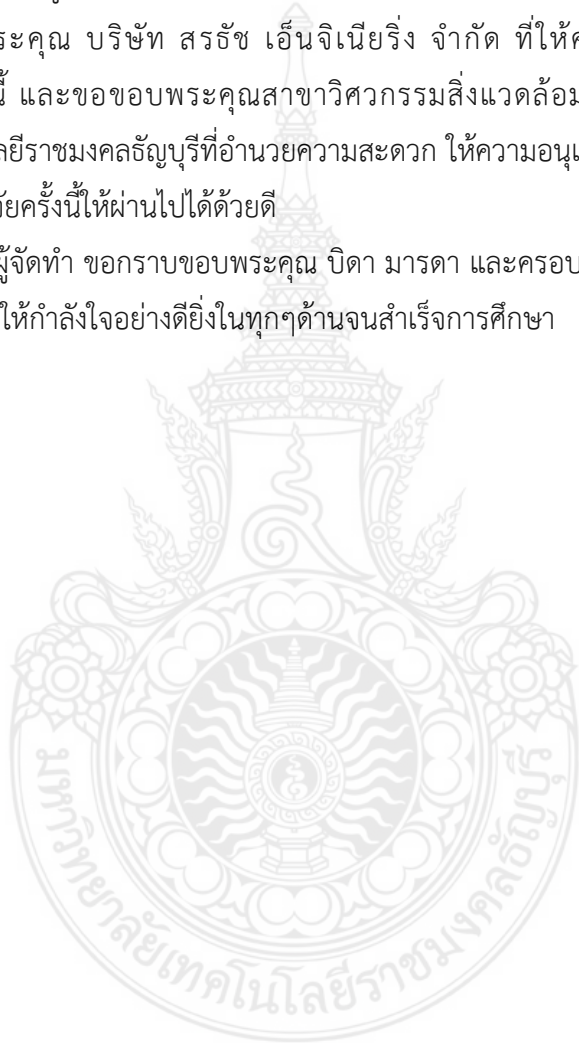 ระคุณ บริษัท สรธัช เอ็นจิเนียริ่ง จำกัด ที่ให้ค
นี้ และขอขอบพระคุณสาขาวิศวกรรมสิ่งแวดล้อม
ลยีราชมงคลธัญบุรีที่อำนวยความสะดวก ให้ความอนุเ
จัยครั้งนี้ให้ผ่านไปได้ด้วยดี
ผู้จัดทำ ขอกราบขอบพระคุณ บิดา มารดา และครอบ
ให้กำลังใจอย่างดียิ่งในทุกๆด้านจนสำเร็จการศึกษา
มหาวิทยาลัยเทคโนโลยีราชมงคลธัญบุรี